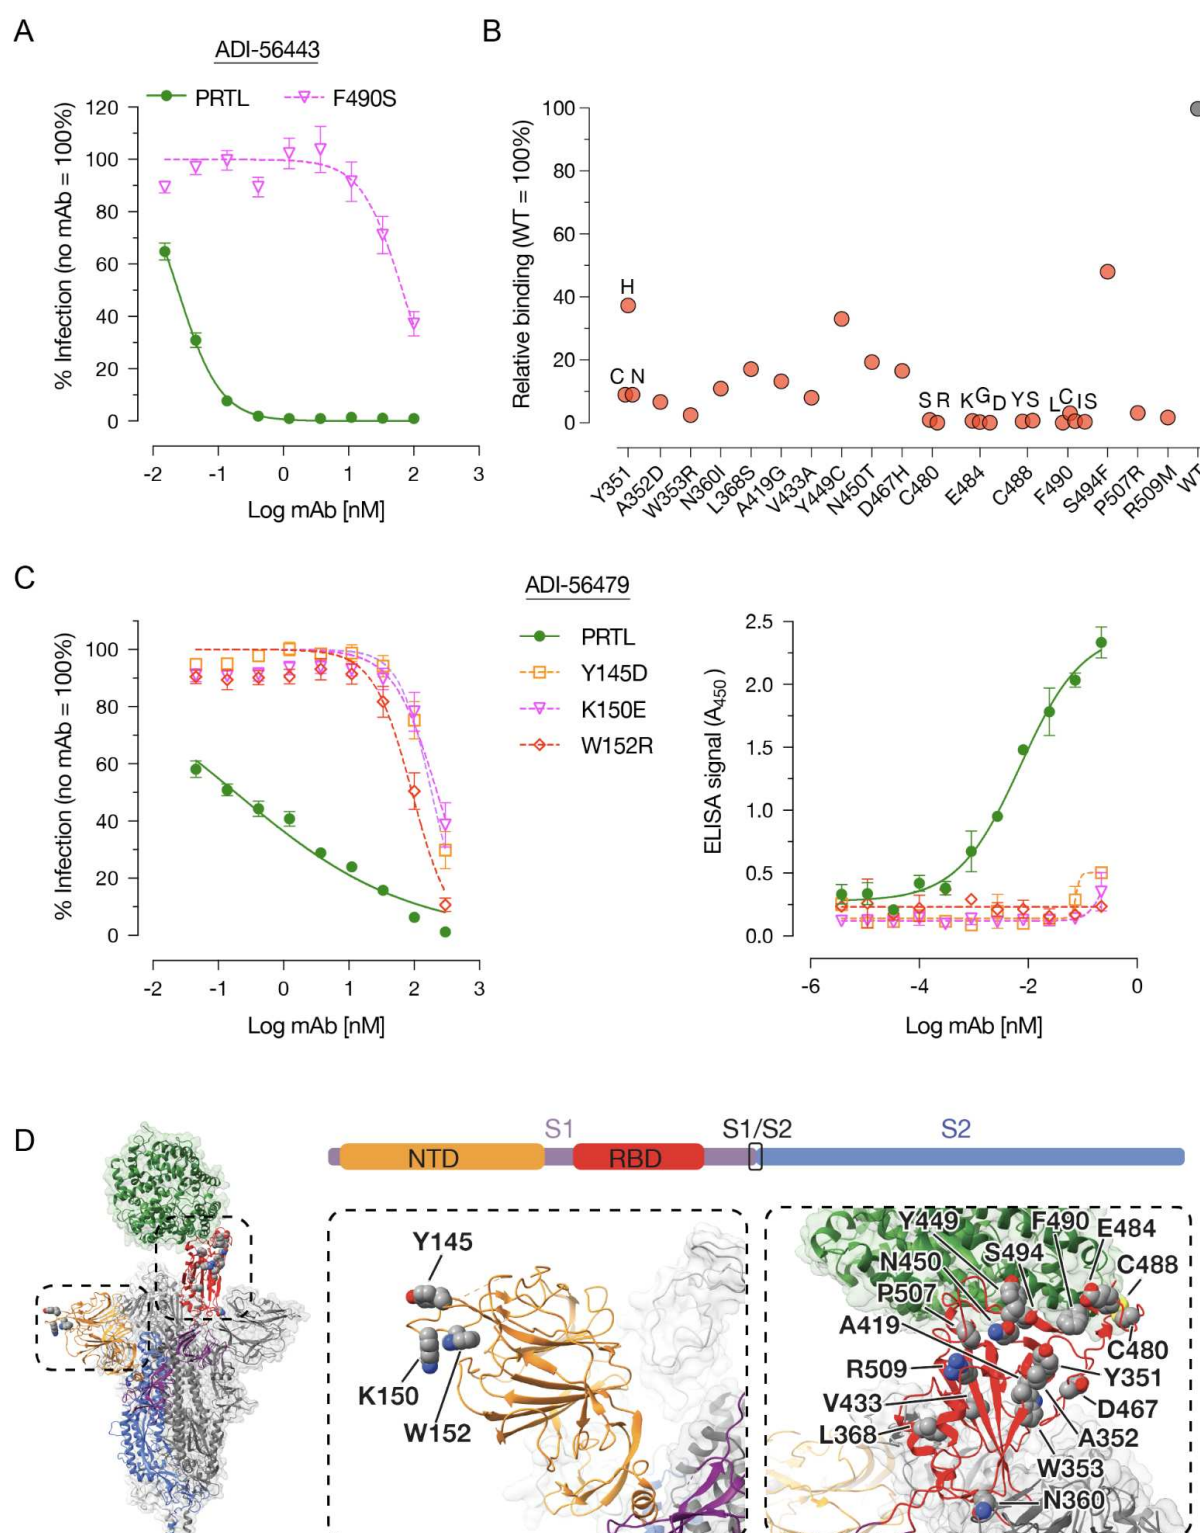 A
ADI-56443
PRTL
F490S
% Infection (no mAb = 100%)
120
100
80
60
40
20
0
-2
-1
0
1
2
3
Log mAb [nM]
B
Relative binding (WT = 100%)
100
80
60
40
20
0
H
C N
S R
K G D
Y S
L C I S
Y351
A352D
W353R
N360I
L368S
A419G
V433A
Y449C
N450T
D467H
C480
E484
C488
F490
S494F
P507R
R509M
WT
C
ADI-56479
PRTL
Y145D
K150E
W152R
% Infection (no mAb = 100%)
100
80
60
40
20
0
-2
-1
0
1
2
3
Log mAb [nM]
ELISA signal (A450)
2.5
2.0
1.5
1.0
0.5
0.0
-6
-4
-2
0
Log mAb [nM]
D
S1
S1/S2
S2
NTD
RBD
Y145
K150
W152
Y449
F490
E484
N450
S494
C488
P507
A419
C480
R509
Y351
V433
D467
L368
A352
W353
N360